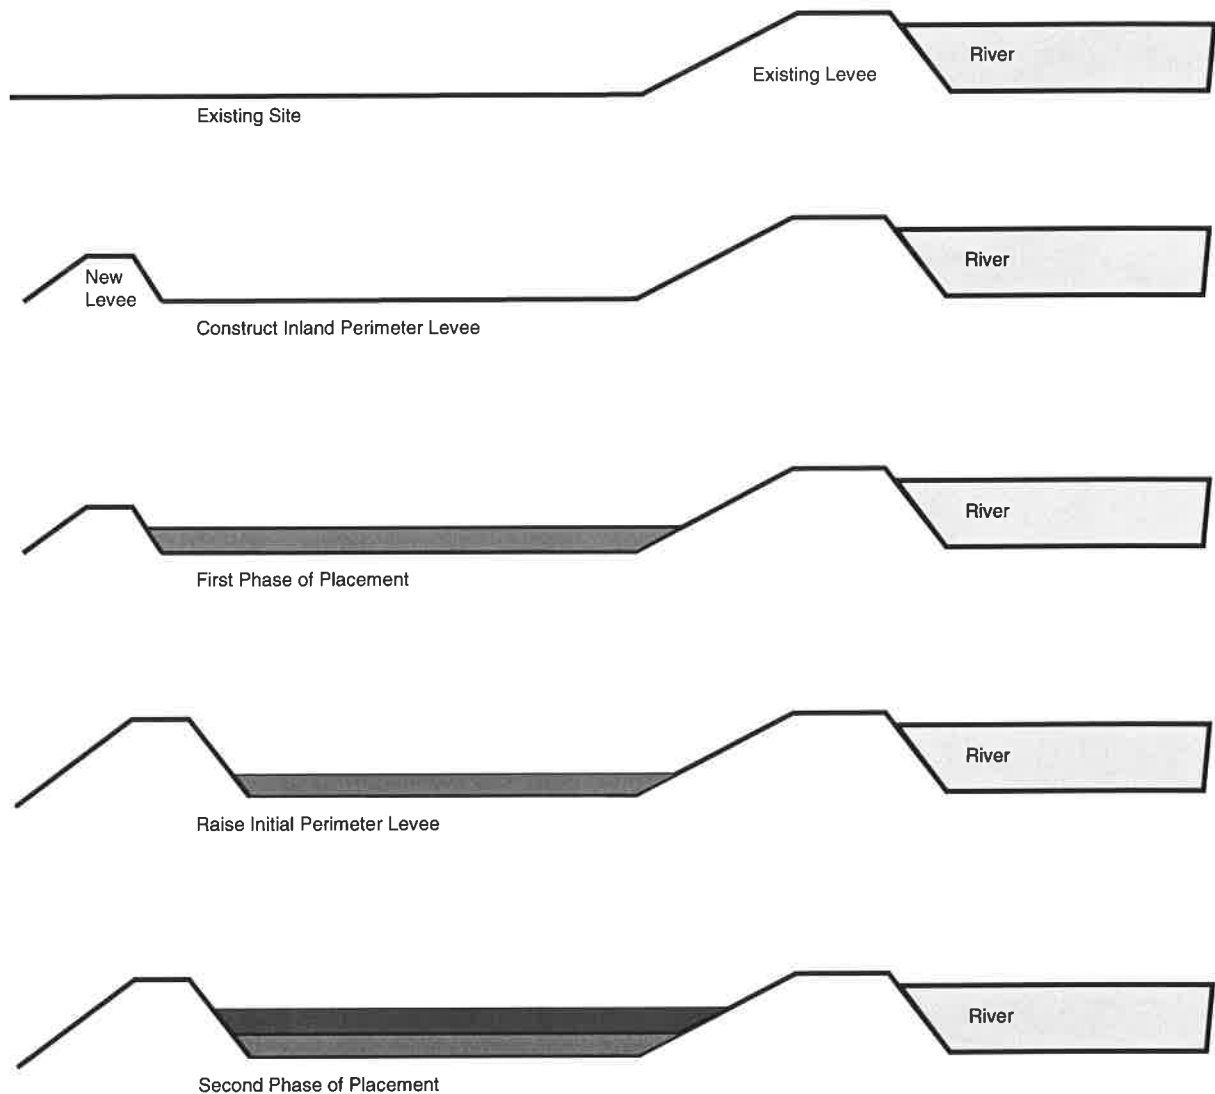 River
Existing Levee
Existing Site
New
Levee
River
Construct Inland Perimeter Levee
River
First Phase of Placement
River
Raise Initial Perimeter Levee
River
Second Phase of Placement